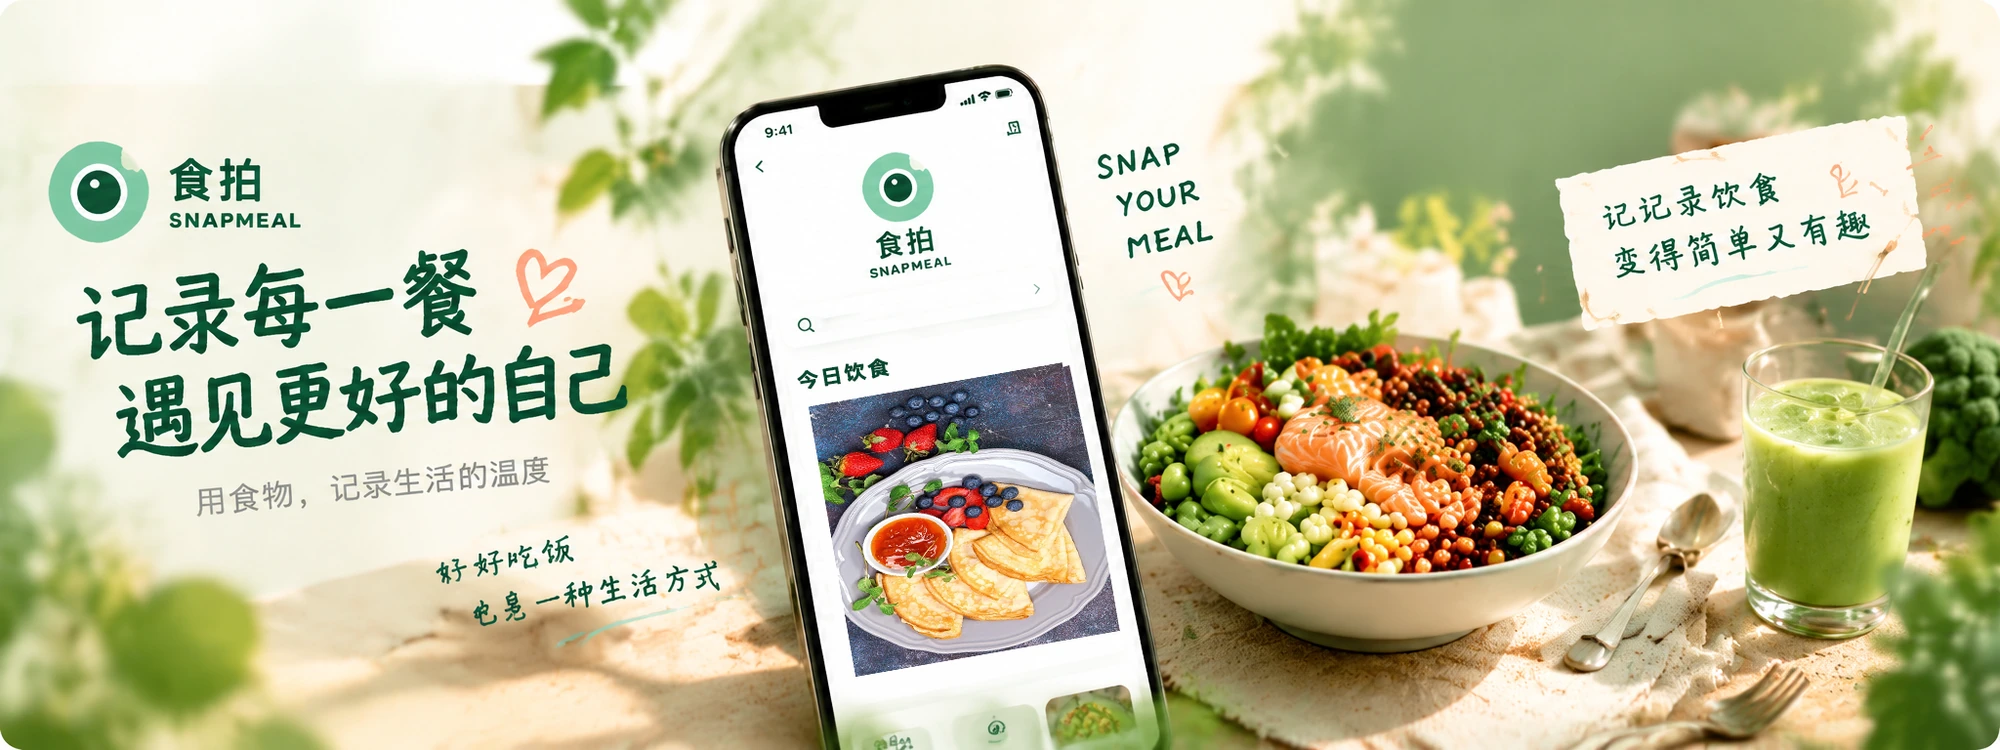 食拍
SNAPMEAL
记录每一餐
遇见更好的自己
用食物，记录生活的温度
好好吃饭
一种生活方式
9:41
食拍
SNAPMEAL
今日饮食
SNAP
YOUR
MEAL
记记录饮食
变得简单又有趣